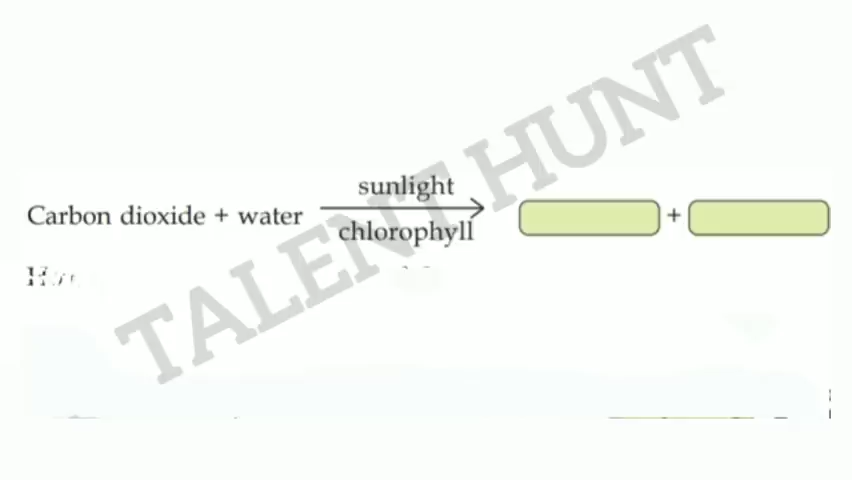 sunlight
Carbon dioxide + water
chlorophyll
+
TALENT HUNT